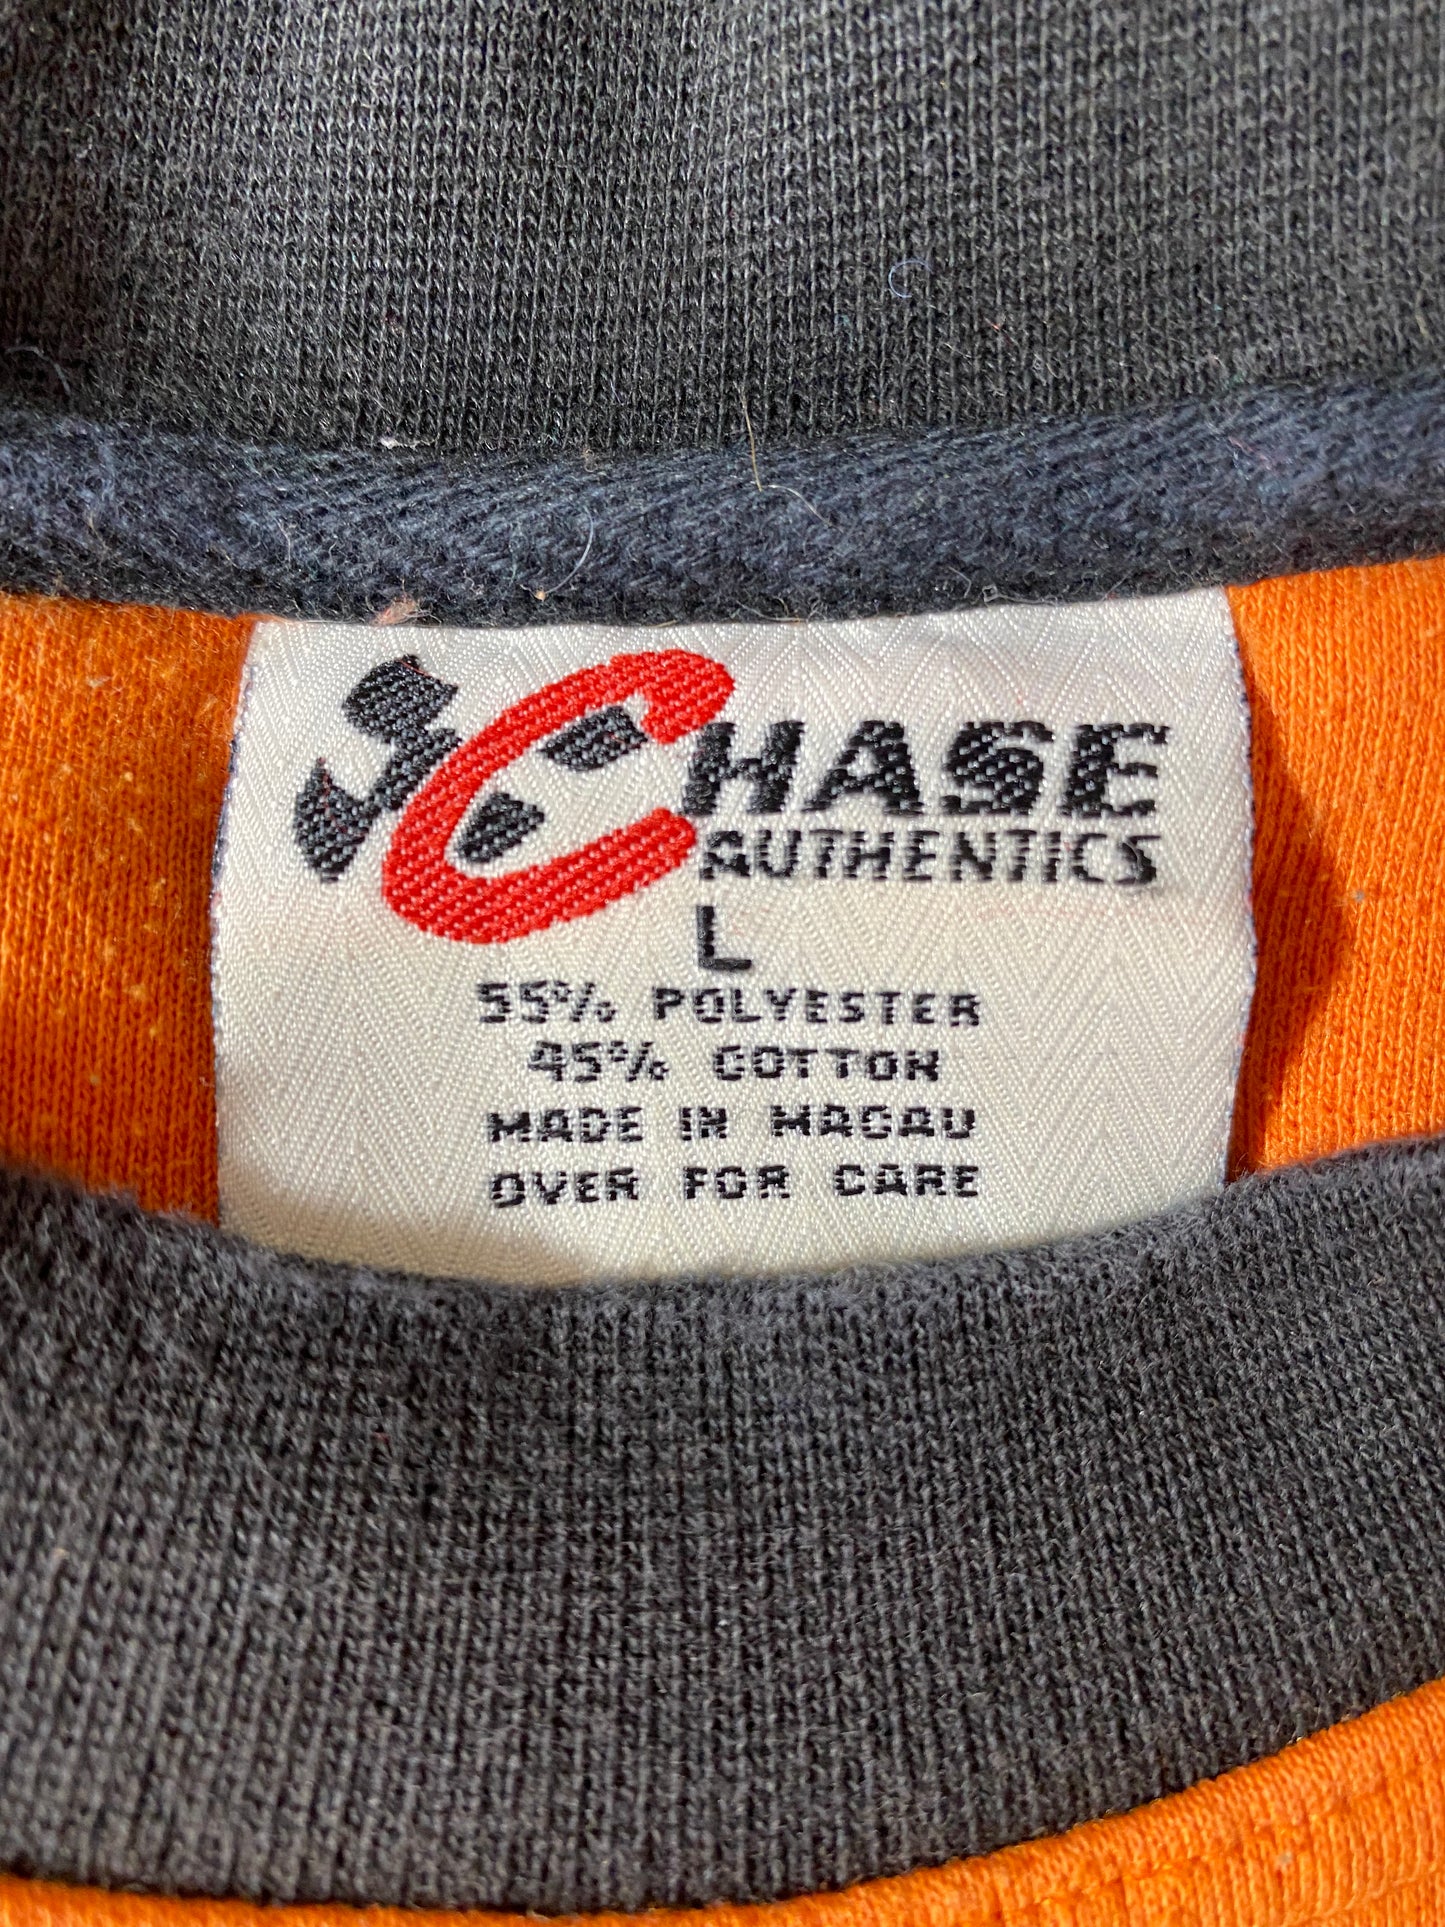 CHASE
AUTHENTICS
L
55% POLYESTER
45% COTTON
MADE IN MACAU
OVER FOR CARE